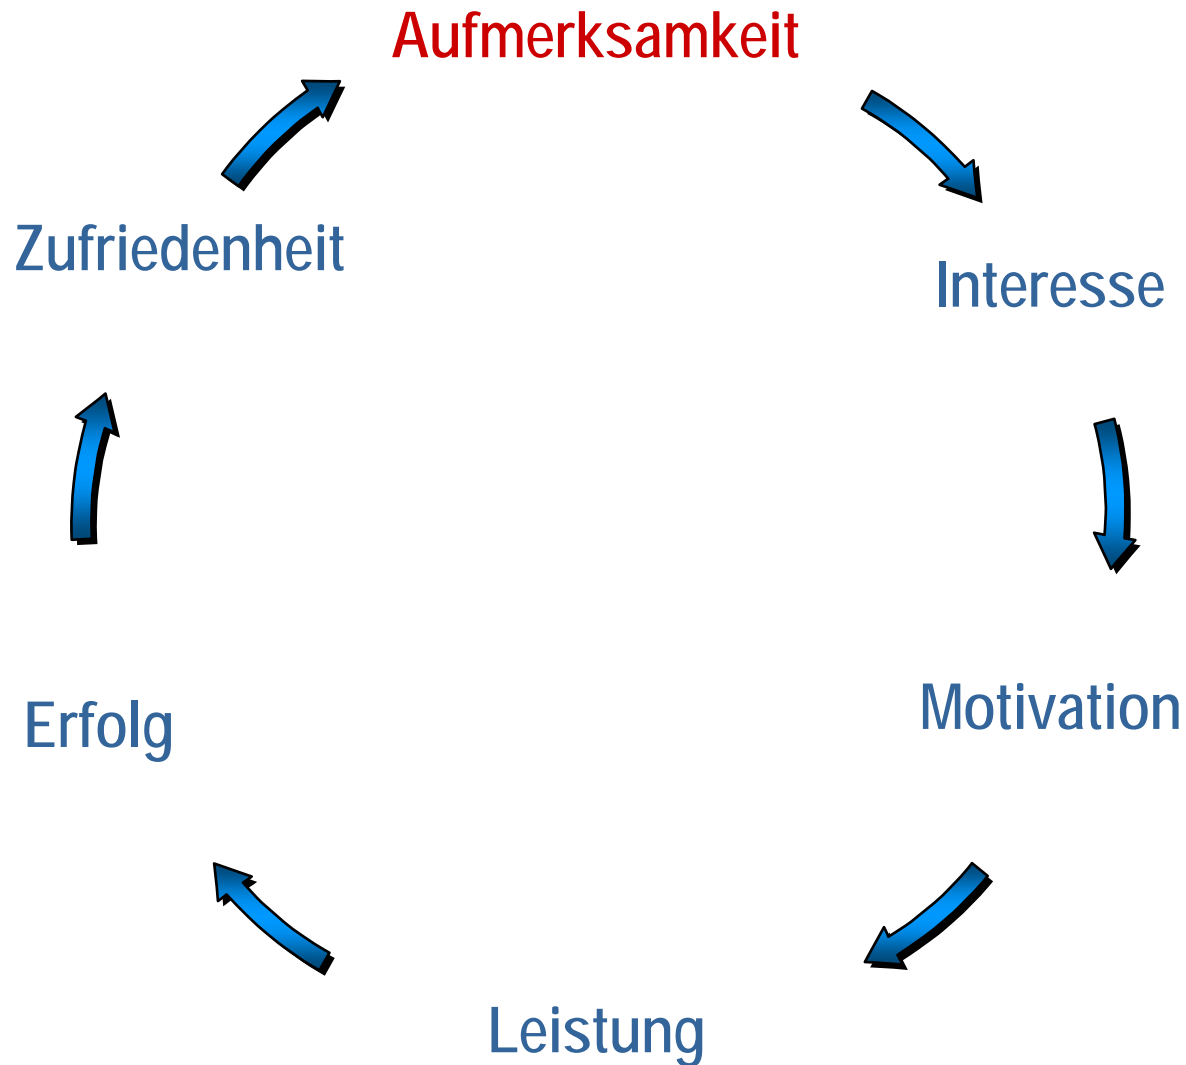 Aufmerksamkeit
Interesse
Motivation
Leistung
Erfolg
Zufriedenheit